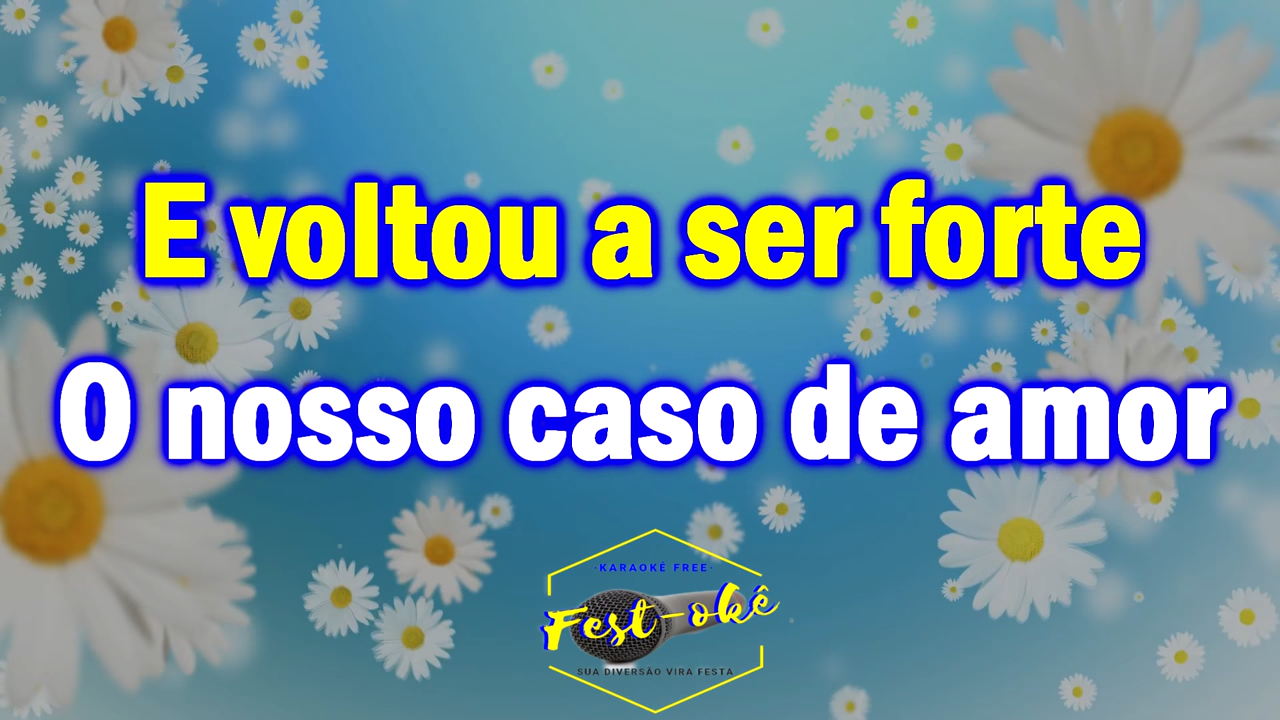 E voltou a ser forte
O nosso caso de amor
·KARAOKÊ FREE·
Fest-okê
SUA DIVERSÃO VIRA FESTA